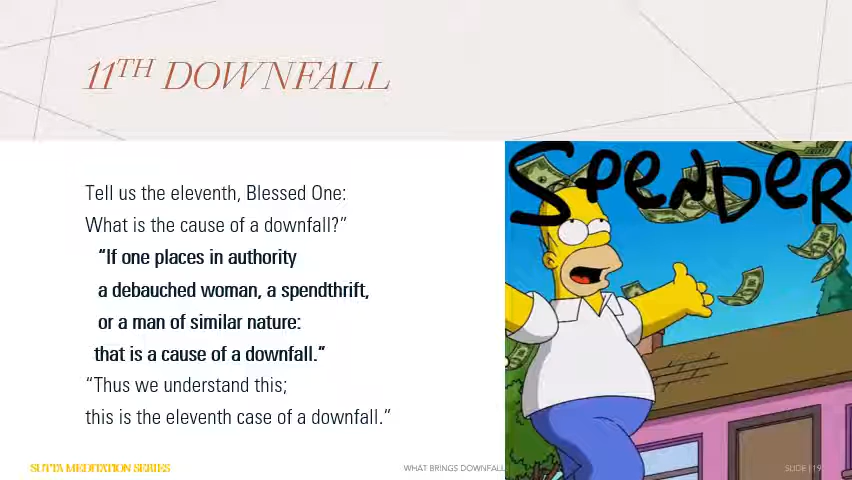 11TH DOWNFALL
Tell us the eleventh, Blessed One:
What is the cause of a downfall?”
“If one places in authority
a debauched woman, a spendthrift,
or a man of similar nature:
that is a cause of a downfall.”
“Thus we understand this;
this is the eleventh case of a downfall.”
SPENDER
SUTTA MEDITATION SERIES
WHAT BRINGS DOWNFALL
SLIDE | 19